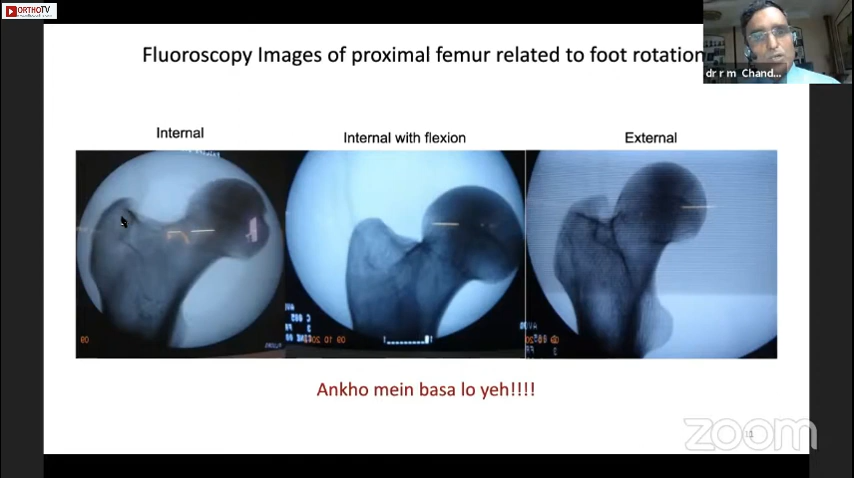 ORTHOTV
Fluoroscopy Images of proximal femur related to foot rotation
dr r m Chand...
Internal
Internal with flexion
External
Ankho mein basa lo yeh!!!!
zoom
11